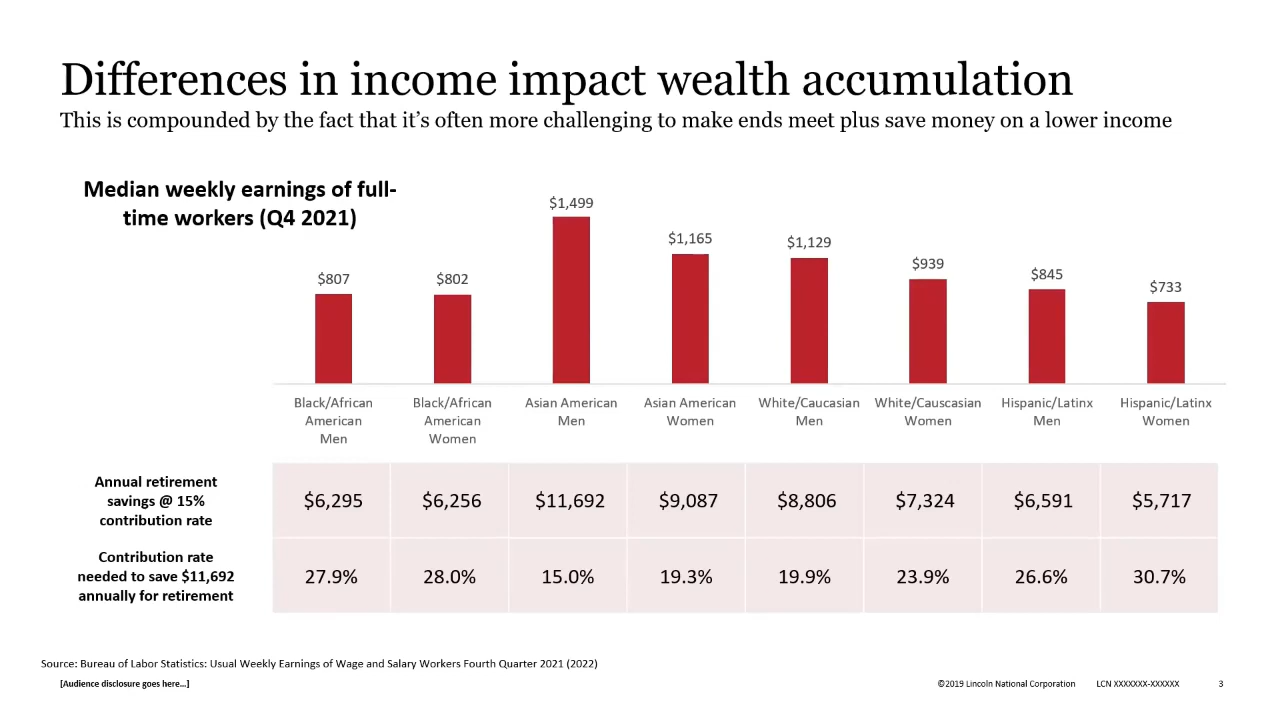 Differences in income impact wealth accumulation
This is compounded by the fact that it's often more challenging to make ends meet plus save money on a lower income
Median weekly earnings of full-
time workers (Q4 2021)
$807
$802
$1,499
$1,165
$1,129
$939
$845
$733
Black/African
American
Men
Black/African
American
Women
Asian American
Men
Asian American
Women
White/Caucasian
Men
White/Causcasian
Women
Hispanic/Latinx
Men
Hispanic/Latinx
Women
Annual retirement
savings @ 15%
contribution rate
$6,295 $6,256 $11,692 $9,087 $8,806 $7,324 $6,591 $5,717
Contribution rate
needed to save $11,692
annually for retirement
27.9% 28.0% 15.0% 19.3% 19.9% 23.9% 26.6% 30.7%
Source: Bureau of Labor Statistics: Usual Weekly Earnings of Wage and Salary Workers Fourth Quarter 2021 (2022)
[Audience disclosure goes here…]
©2019 Lincoln National Corporation LCN XXXXXXX-XXXXXX 3